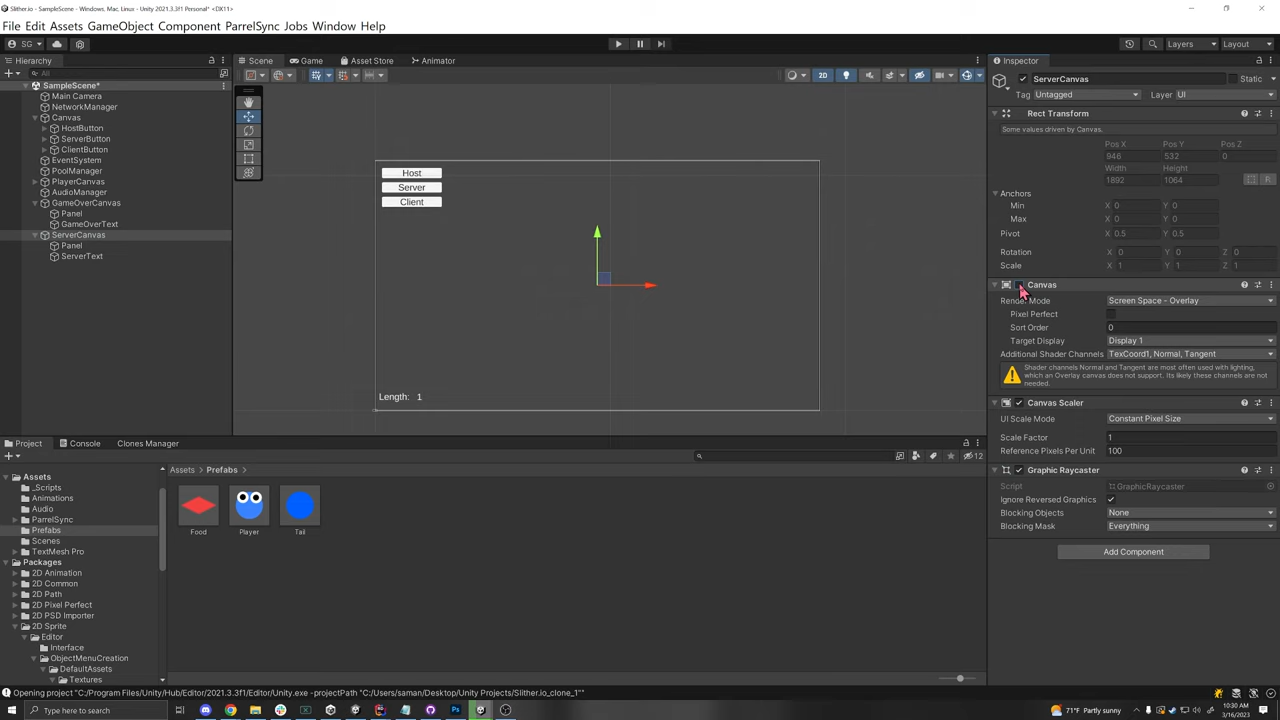 Slither.io - SampleScene - Windows, Mac, Linux - Unity 2021.3.3f1 Personal* <DX11>
File Edit Assets GameObject Component ParrelSync Jobs Window Help
SG
Layers
Layout
Hierarchy
Scene
Game
Asset Store
Animator
Inspector
All
2D
SampleScene*
Main Camera
NetworkManager
Canvas
HostButton
ServerButton
ClientButton
EventSystem
PoolManager
PlayerCanvas
AudioManager
GameOverCanvas
Panel
GameOverText
ServerCanvas
Panel
ServerText
Host
Server
Client
Length: 1
ServerCanvas
Static
Tag Untagged
Layer UI
Rect Transform
Some values driven by Canvas.
Pos X Pos Y Pos Z
946 532 0
Width Height
1892 1064
R
Anchors
Min X 0 Y 0
Max X 0 Y 0
Pivot X 0.5 Y 0.5
Rotation X 0 Y 0 Z 0
Scale X 1 Y 1 Z 1
Canvas
Render Mode Screen Space - Overlay
Pixel Perfect
Sort Order 0
Target Display Display 1
Additional Shader Channels TexCoord1, Normal, Tangent
Shader channels Normal and Tangent are most often used with lighting,
which an Overlay canvas does not support. Its likely these channels are not
needed.
Canvas Scaler
UI Scale Mode Constant Pixel Size
Scale Factor 1
Reference Pixels Per Unit 100
Graphic Raycaster
Script GraphicRaycaster
Ignore Reversed Graphics
Blocking Objects None
Blocking Mask Everything
Add Component
Project
Console
Clones Manager
12
Assets
_Scripts
Animations
Audio
ParrelSync
Prefabs
Scenes
TextMesh Pro
Packages
2D Animation
2D Common
2D Path
2D Pixel Perfect
2D PSD Importer
2D Sprite
Editor
Interface
ObjectMenuCreation
DefaultAssets
Textures
Assets > Prefabs >
Food
Player
Tail
Opening project "C:/Program Files/Unity/Hub/Editor/2021.3.3f1/Editor/Unity.exe -projectPath "C:/Users/saman/Desktop/Unity Projects/Slither.io_clone_1""
Type here to search
71°F Partly sunny
10:30 AM
3/16/2023